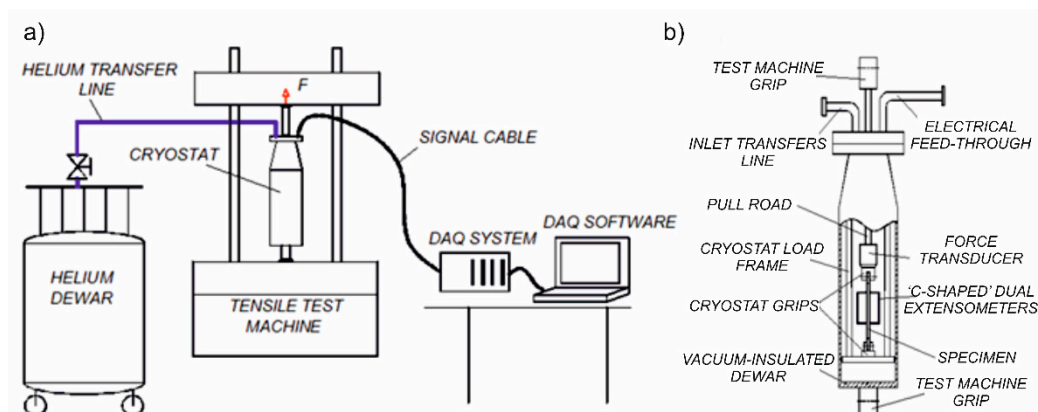 a)
HELIUM TRANSFER
LINE
F
CRYOSTAT
SIGNAL CABLE
DAQ SOFTWARE
DAQ SYSTEM
HELIUM
DEWAR
TENSILE TEST
MACHINE
b)
TEST MACHINE
GRIP
INLET TRANSFERS
LINE
ELECTRICAL
FEED-THROUGH
PULL ROAD
CRYOSTAT LOAD
FRAME
FORCE
TRANSDUCER
CRYOSTAT GRIPS
'C-SHAPED' DUAL
EXTENSOMETERS
VACUUM-INSULATED
DEWAR
SPECIMEN
TEST MACHINE
GRIP